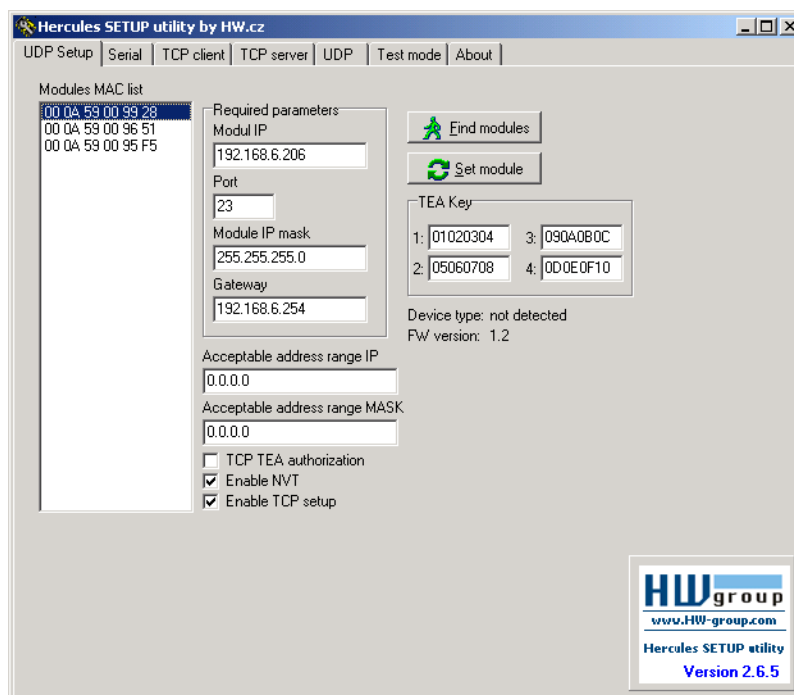 Hercules SETUP utility by HW.cz
UDP Setup Serial TCP client TCP server UDP Test mode About
Modules MAC list
00 0A 59 00 99 28
00 0A 59 00 96 51
00 0A 59 00 95 F5
Required parameters
Modul IP
192.168.6.206
Port
23
Module IP mask
255.255.255.0
Gateway
192.168.6.254
Acceptable address range IP
0.0.0.0
Acceptable address range MASK
0.0.0.0
TCP TEA authorization
Enable NVT
Enable TCP setup
Find modules
Set module
TEA Key
1: 01020304 3: 090A0B0C
2: 05060708 4: 0D0E0F10
Device type: not detected
FW version: 1.2
HW group
www.HW-group.com
Hercules SETUP utility
Version 2.6.5